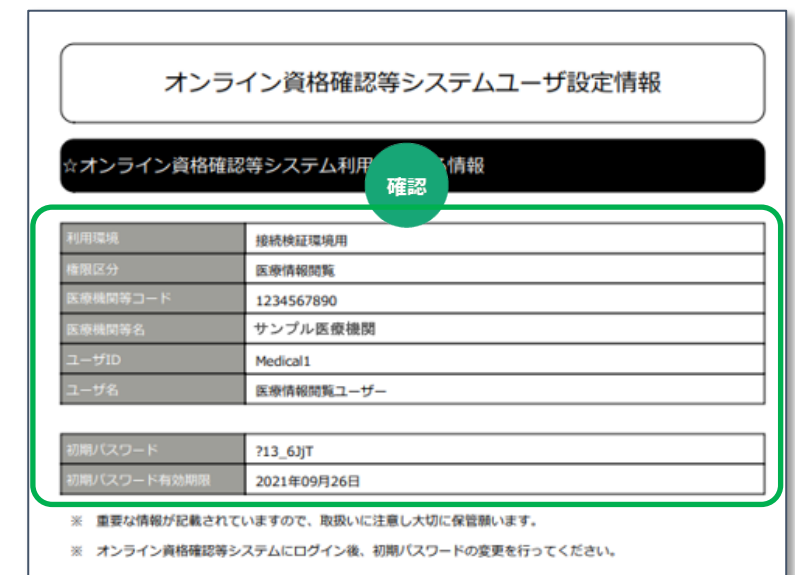 オンライン資格確認等システムユーザ設定情報
☆オンライン資格確認等システム利用 情報
確認
利用環境 接続検証環境用
権限区分 医療情報閲覧
医療機関等コード 1234567890
医療機関等名 サンプル医療機関
ユーザID Medical1
ユーザ名 医療情報閲覧ユーザー
初期パスワード ?13_6JjT
初期パスワード有効期限 2021年09月26日
※ 重要な情報が記載されていますので、取扱いに注意し大切に保管願います。
※ オンライン資格確認等システムにログイン後、初期パスワードの変更を行ってください。